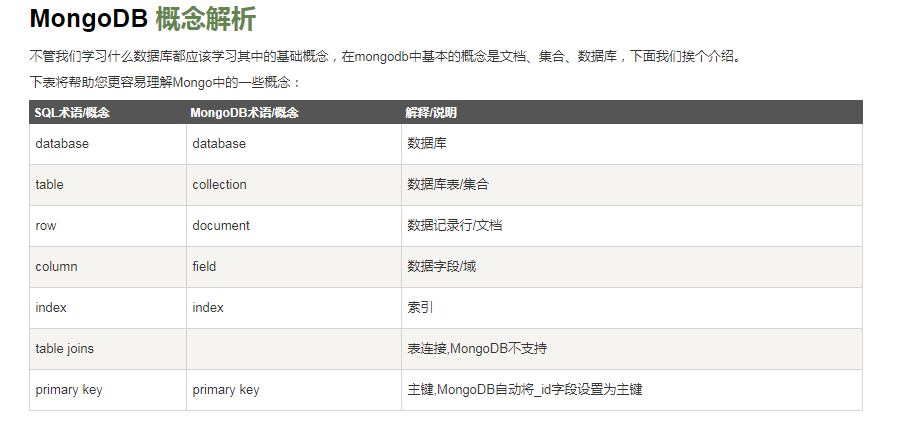 MongoDB 概念解析
不管我们学习什么数据库都应该学习其中的基础概念，在mongodb中基本的概念是文档、集合、数据库，下面我们挨个介绍。
下表将帮助您更容易理解Mongo中的一些概念：
SQL术语/概念 MongoDB术语/概念 解释/说明
database database 数据库
table collection 数据库表/集合
row document 数据记录行/文档
column field 数据字段/域
index index 索引
table joins 表连接,MongoDB不支持
primary key primary key 主键,MongoDB自动将_id字段设置为主键